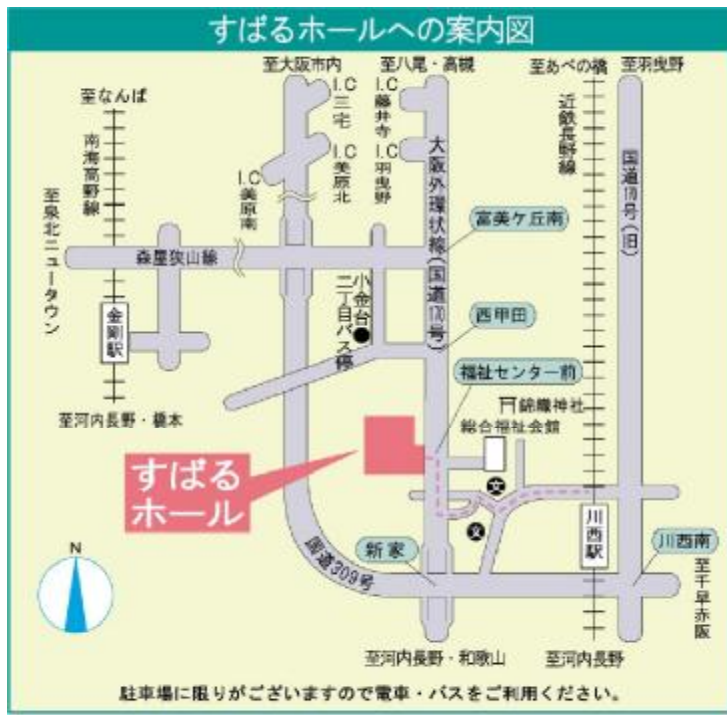 すばるホールへの案内図
至大阪市内
至八尾・高槻
至あべの橋
至羽曳野
至なんば
I.C三宅
I.C藤井寺
南海高野線
近鉄長野線
大阪外環状線(国道170号)
国道170号(旧)
I.C美原北
I.C羽曳野
I.C美原南
至泉北ニュータウン
富美ケ丘南
森屋狭山線
小金台二丁目バス停
金剛駅
西甲田
福祉センター前
錦織神社
至河内長野・橋本
総合福祉会館
すばる
ホール
文
文
川西駅
新家
川西南
国道309号
N
至千早赤阪
至河内長野・和歌山
至河内長野
駐車場に限りがございますので電車・バスをご利用ください。